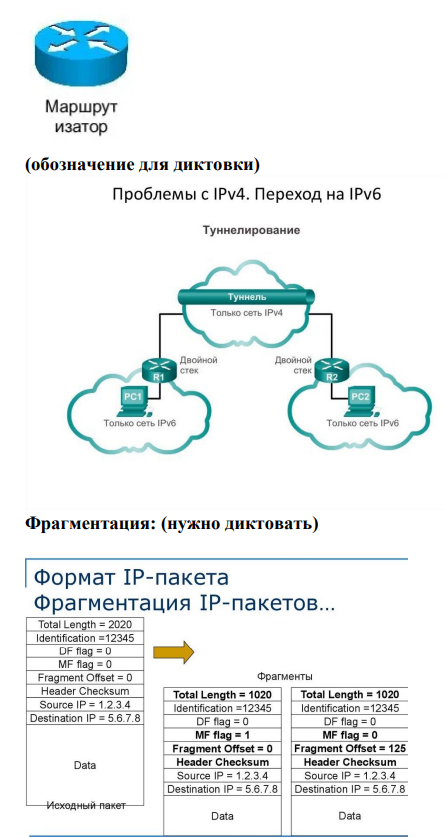 Маршрут
изатор
(обозначение для диктовки)
Проблемы с IPv4. Переход на IPv6
Туннелирование
Туннель
Только сеть IPv4
Двойной
стек
R1
PC1
Только сеть IPv6
Двойной
стек
R2
PC2
Только сеть IPv6
Фрагментация: (нужно диктовать)
Формат IP-пакета
Фрагментация IP-пакетов…
Total Length = 2020
Identification =12345
DF flag = 0
MF flag = 0
Fragment Offset = 0
Header Checksum
Source IP = 1.2.3.4
Destination IP = 5.6.7.8
Data
Исходный пакет
Фрагменты
Total Length = 1020
Identification =12345
DF flag = 0
MF flag = 1
Fragment Offset = 0
Header Checksum
Source IP = 1.2.3.4
Destination IP = 5.6.7.8
Data
Total Length = 1020
Identification =12345
DF flag = 0
MF flag = 0
Fragment Offset = 125
Header Checksum
Source IP = 1.2.3.4
Destination IP = 5.6.7.8
Data